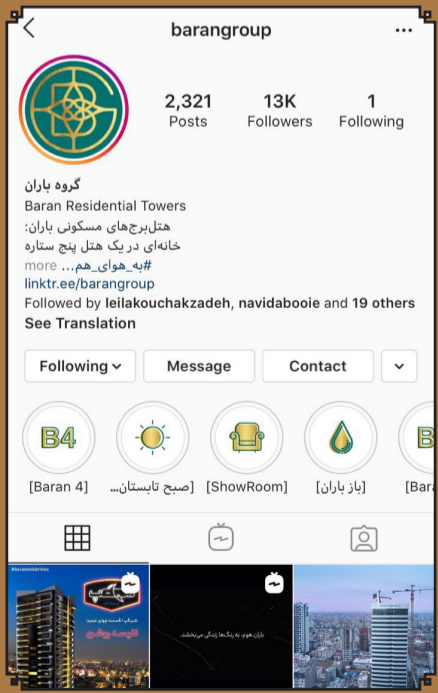 barangroup
2,321
Posts
13K
Followers
1
Following
گروه باران
Baran Residential Towers
هتل‌برج‌های مسکونی باران:
خانه‌ای در یک هتل پنج ستاره
#به_هوای_هم... more
linktr.ee/barangroup
Followed by leilakouchakzadeh, navidabooie and 19 others
See Translation
Following
Message
Contact
B4
B
[Baran 4]
[صبح تابستان...
[ShowRoom]
[باز باران]
[Bara
باران هوم، به رنگ‌ها زندگی می‌بخشد.